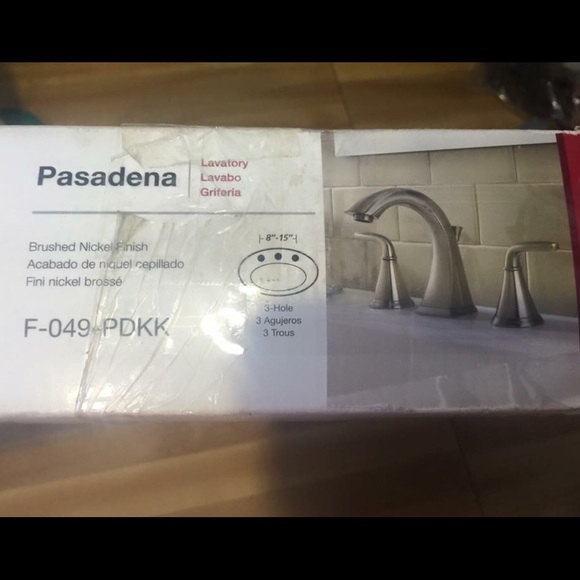 Pasadena
Lavatory
Lavabo
Grifería
Brushed Nickel Finish
Acabado de níquel cepillado
Fini nickel brossé
8"-15"
3-Hole
3 Agujeros
3 Trous
F-049-PDKK